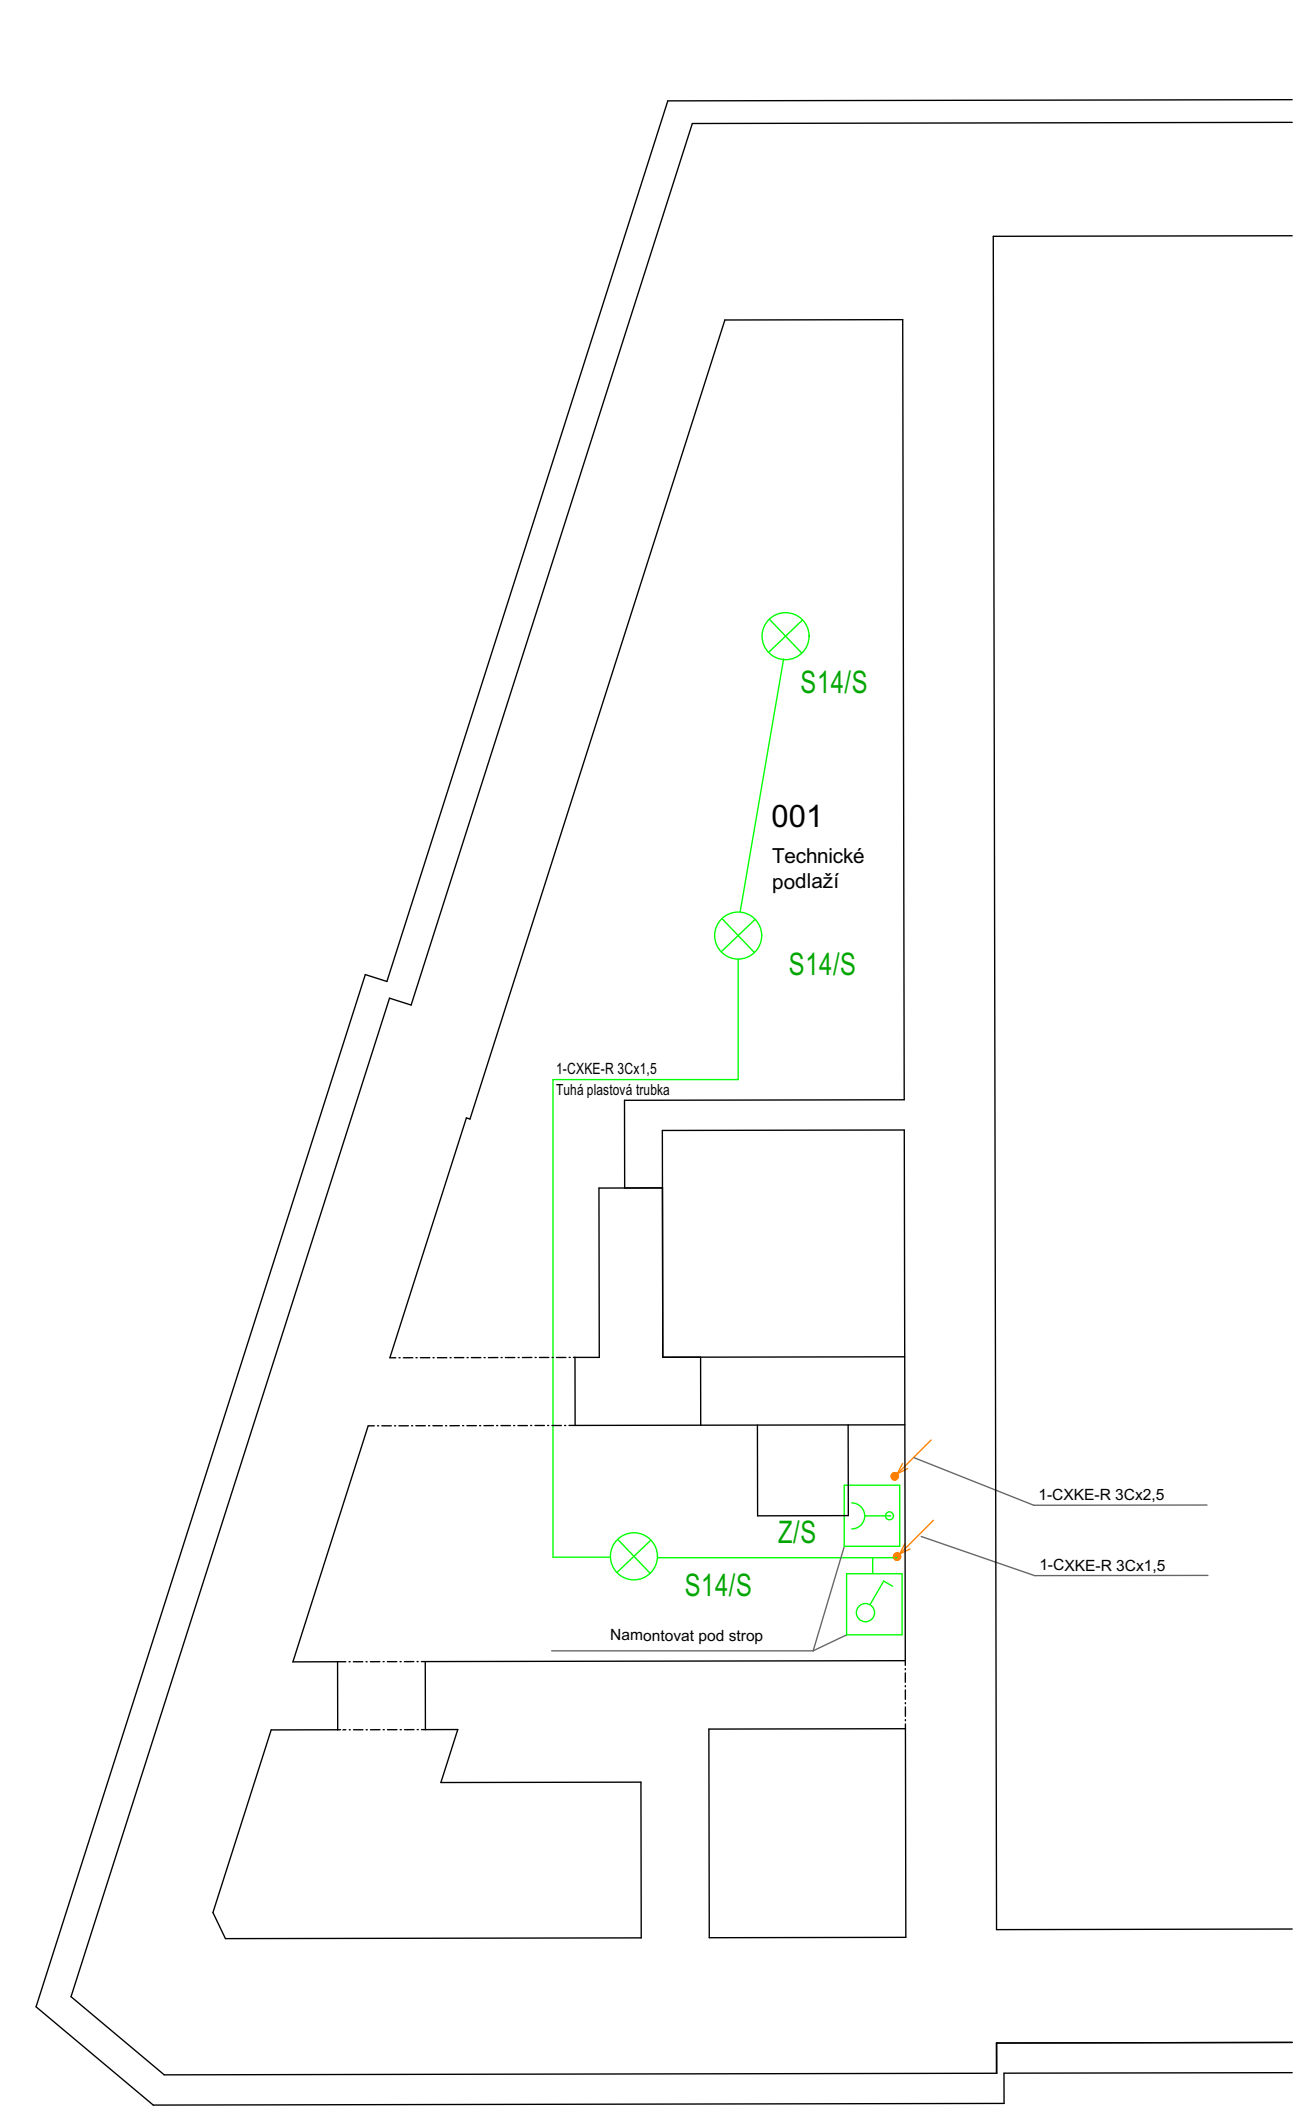 S14/S
001
Technické
podlaží
S14/S
1-CXKE-R 3Cx1,5
Tuhá plastová trubka
1-CXKE-R 3Cx2,5
Z/S
1-CXKE-R 3Cx1,5
S14/S
Namontovat pod strop